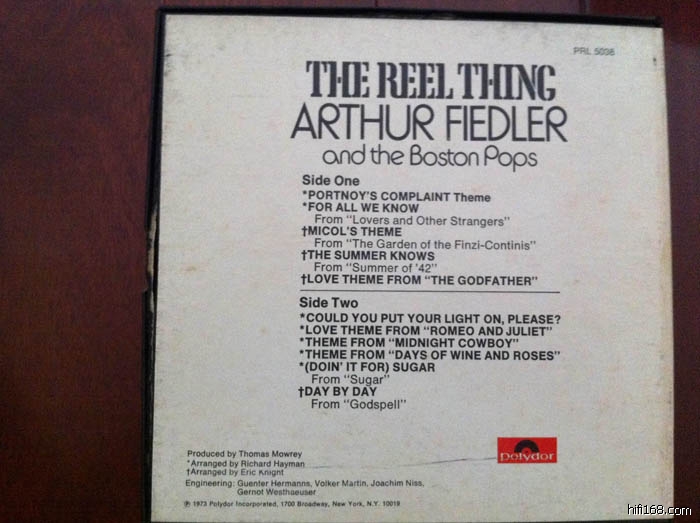 PRL 5036
THE REEL THING
ARTHUR FIEDLER
and the Boston Pops
Side One
*PORTNOY'S COMPLAINT Theme
*FOR ALL WE KNOW
From "Lovers and Other Strangers"
†MICOL'S THEME
From "The Garden of the Finzi-Continis"
†THE SUMMER KNOWS
From "Summer of '42"
†LOVE THEME FROM "THE GODFATHER"
Side Two
*COULD YOU PUT YOUR LIGHT ON, PLEASE?
*LOVE THEME FROM "ROMEO AND JULIET"
*THEME FROM "MIDNIGHT COWBOY"
*THEME FROM "DAYS OF WINE AND ROSES"
*(DOIN' IT FOR) SUGAR
From "Sugar"
†DAY BY DAY
From "Godspell"
Produced by Thomas Mowrey
*Arranged by Richard Hayman
†Arranged by Eric Knight
Engineering: Guenter Hermanns, Volker Martin, Joachim Niss,
Gernot Westhaeuser
℗ 1973 Polydor Incorporated, 1700 Broadway, New York, N.Y. 10019
polydor
hifi168.com